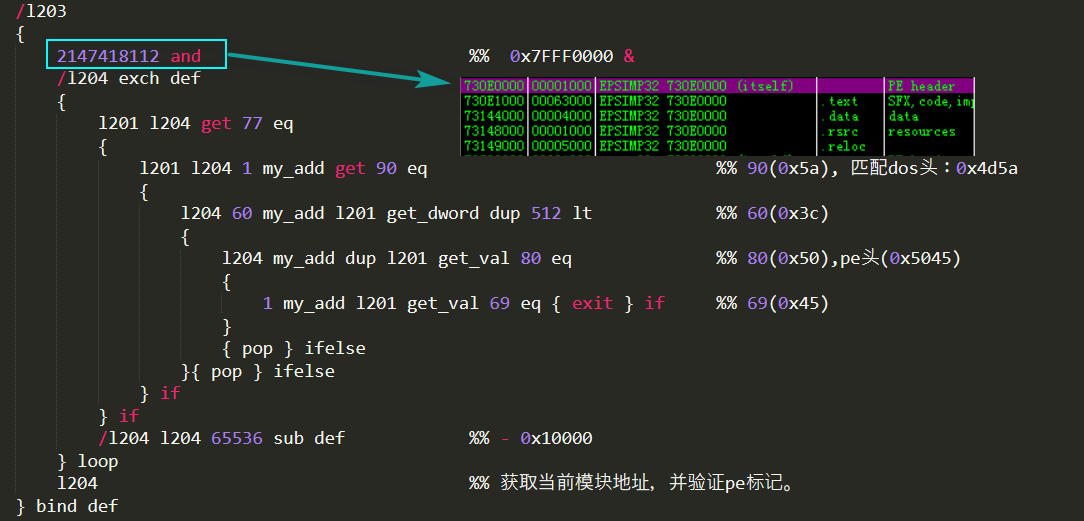 /l203
{
2147418112 and %% 0x7FFF0000 &
/l204 exch def
730E0000 00001000 EPSIMP32 730E0000 (itself) PE header
{
730E1000 00063000 EPSIMP32 730E0000 .text SFX,code,imp
73144000 00004000 EPSIMP32 730E0000 .data data
l201 l204 get 77 eq
73148000 00001000 EPSIMP32 730E0000 .rsrc resources
{
73149000 00005000 EPSIMP32 730E0000 .reloc
l201 l204 1 my_add get 90 eq %% 90(0x5a), 匹配dos头:0x4d5a
{
l204 60 my_add l201 get_dword dup 512 lt %% 60(0x3c)
{
l204 my_add dup l201 get_val 80 eq %% 80(0x50),pe头(0x5045)
{
1 my_add l201 get_val 69 eq { exit } if %% 69(0x45)
}
{ pop } ifelse
}{ pop } ifelse
} if
} if
/l204 l204 65536 sub def %% - 0x10000
} loop
l204 %% 获取当前模块地址, 并验证pe标记。
} bind def